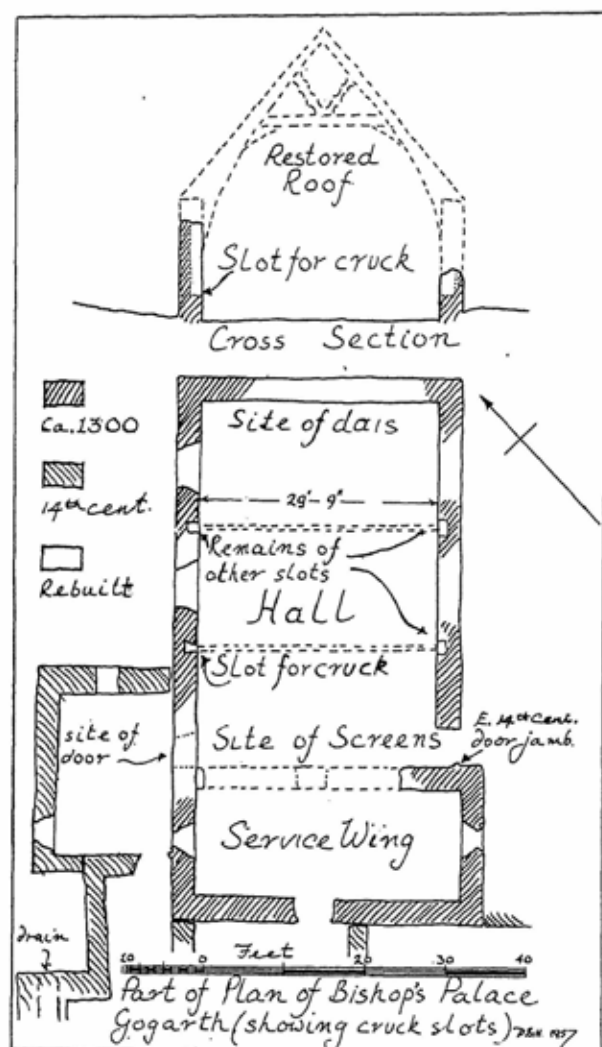 Restored
Roof
Slot for cruck
Cross Section
Ca. 1300
14th cent.
Rebuilt
Site of dais
29'- 9"
Remains of
other slots
Hall
Slot for cruck
site of
door
Site of Screens
E. 14th Cent.
door jamb.
Service Wing
drain
Feet
10 0 10 20 30 40
Part of Plan of Bishop's Palace
Gogarth (showing cruck slots)
1957